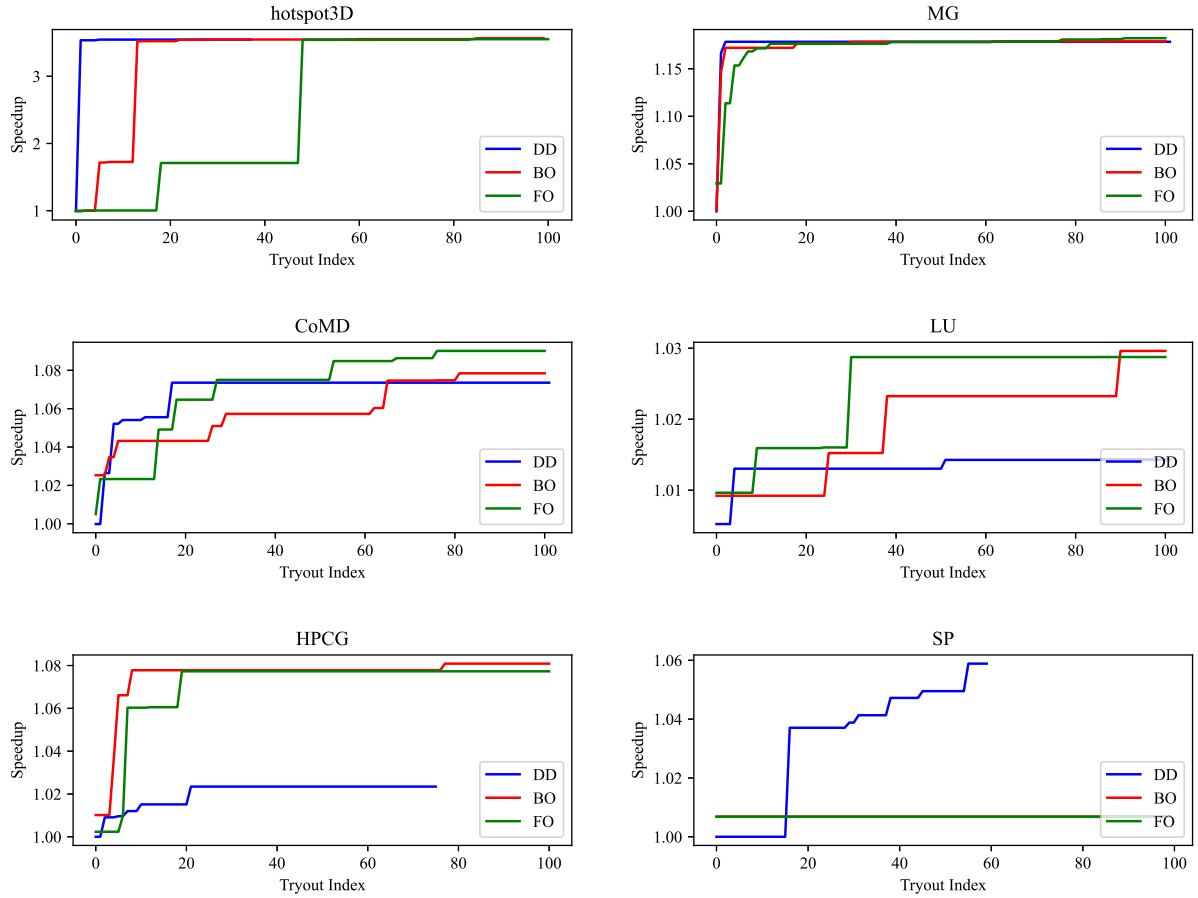 hotspot3D
Speedup
3
2
1
0
20
40
60
80
100
Tryout Index
DD
BO
FO
MG
Speedup
1.15
1.10
1.05
1.00
0
20
40
60
80
100
Tryout Index
DD
BO
FO
CoMD
Speedup
1.08
1.06
1.04
1.02
1.00
0
20
40
60
80
100
Tryout Index
DD
BO
FO
LU
Speedup
1.03
1.02
1.01
0
20
40
60
80
100
Tryout Index
DD
BO
FO
HPCG
Speedup
1.08
1.06
1.04
1.02
1.00
0
20
40
60
80
100
Tryout Index
DD
BO
FO
SP
Speedup
1.06
1.04
1.02
1.00
0
20
40
60
80
100
Tryout Index
DD
BO
FO